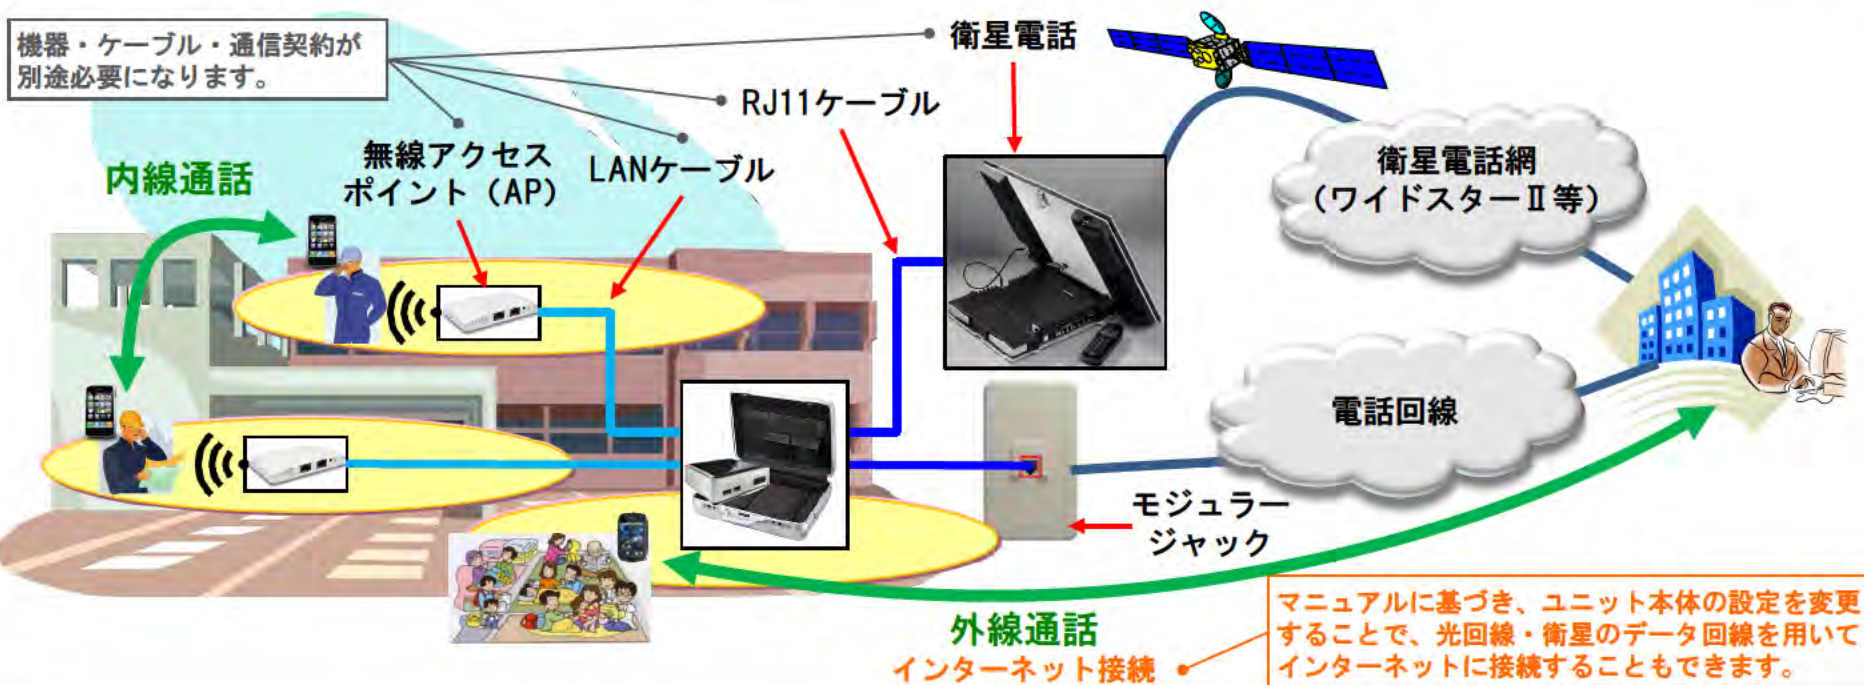 機器・ケーブル・通信契約が
別途必要になります。
衛星電話
RJ11ケーブル
無線アクセス
ポイント（AP）
LANケーブル
内線通話
衛星電話網
（ワイドスターⅡ等）
電話回線
モジュラー
ジャック
外線通話
インターネット接続
マニュアルに基づき、ユニット本体の設定を変更
することで、光回線・衛星のデータ回線を用いて
インターネットに接続することもできます。